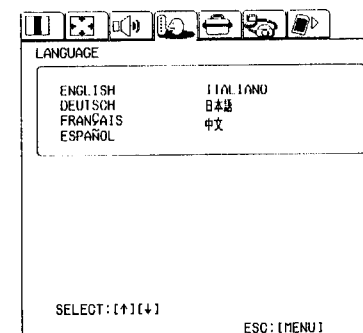 LANGUAGE
ENGLISH
DEUTSCH
FRANÇAIS
ESPAÑOL
ITALIANO
日本語
中文
SELECT:[↑][↓]
ESC:[MENU]